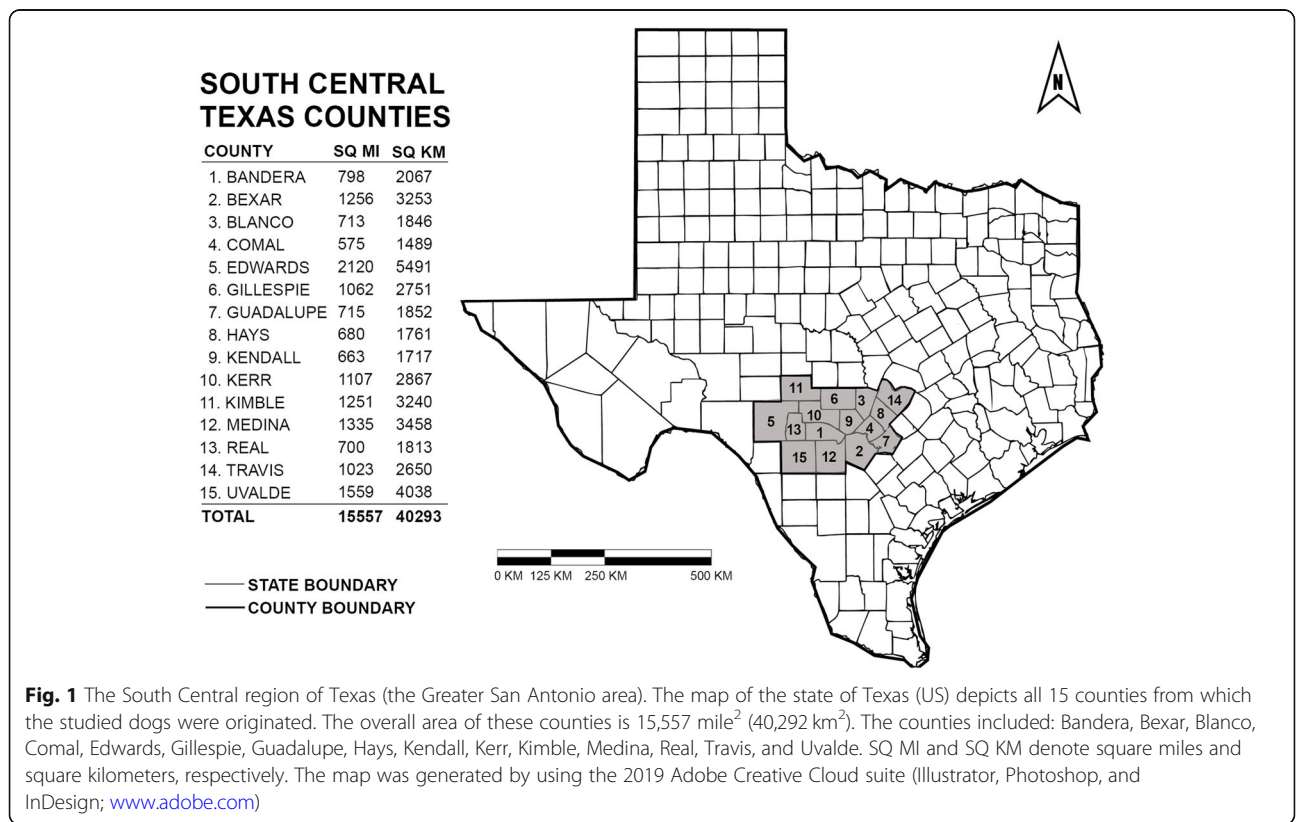 SOUTH CENTRAL
TEXAS COUNTIES
COUNTY SQ MI SQ KM
1. BANDERA 798 2067
2. BEXAR 1256 3253
3. BLANCO 713 1846
4. COMAL 575 1489
5. EDWARDS 2120 5491
6. GILLESPIE 1062 2751
7. GUADALUPE 715 1852
8. HAYS 680 1761
9. KENDALL 663 1717
10. KERR 1107 2867
11. KIMBLE 1251 3240
12. MEDINA 1335 3458
13. REAL 700 1813
14. TRAVIS 1023 2650
15. UVALDE 1559 4038
TOTAL 15557 40293
STATE BOUNDARY
COUNTY BOUNDARY
0 KM 125 KM 250 KM 500 KM
N
11
6 3 14
5 10 9 8
13 1 4
7
15 12 2
Fig. 1 The South Central region of Texas (the Greater San Antonio area). The map of the state of Texas (US) depicts all 15 counties from which
the studied dogs were originated. The overall area of these counties is 15,557 mile² (40,292 km²). The counties included: Bandera, Bexar, Blanco,
Comal, Edwards, Gillespie, Guadalupe, Hays, Kendall, Kerr, Kimble, Medina, Real, Travis, and Uvalde. SQ MI and SQ KM denote square miles and
square kilometers, respectively. The map was generated by using the 2019 Adobe Creative Cloud suite (Illustrator, Photoshop, and
InDesign; www.adobe.com)